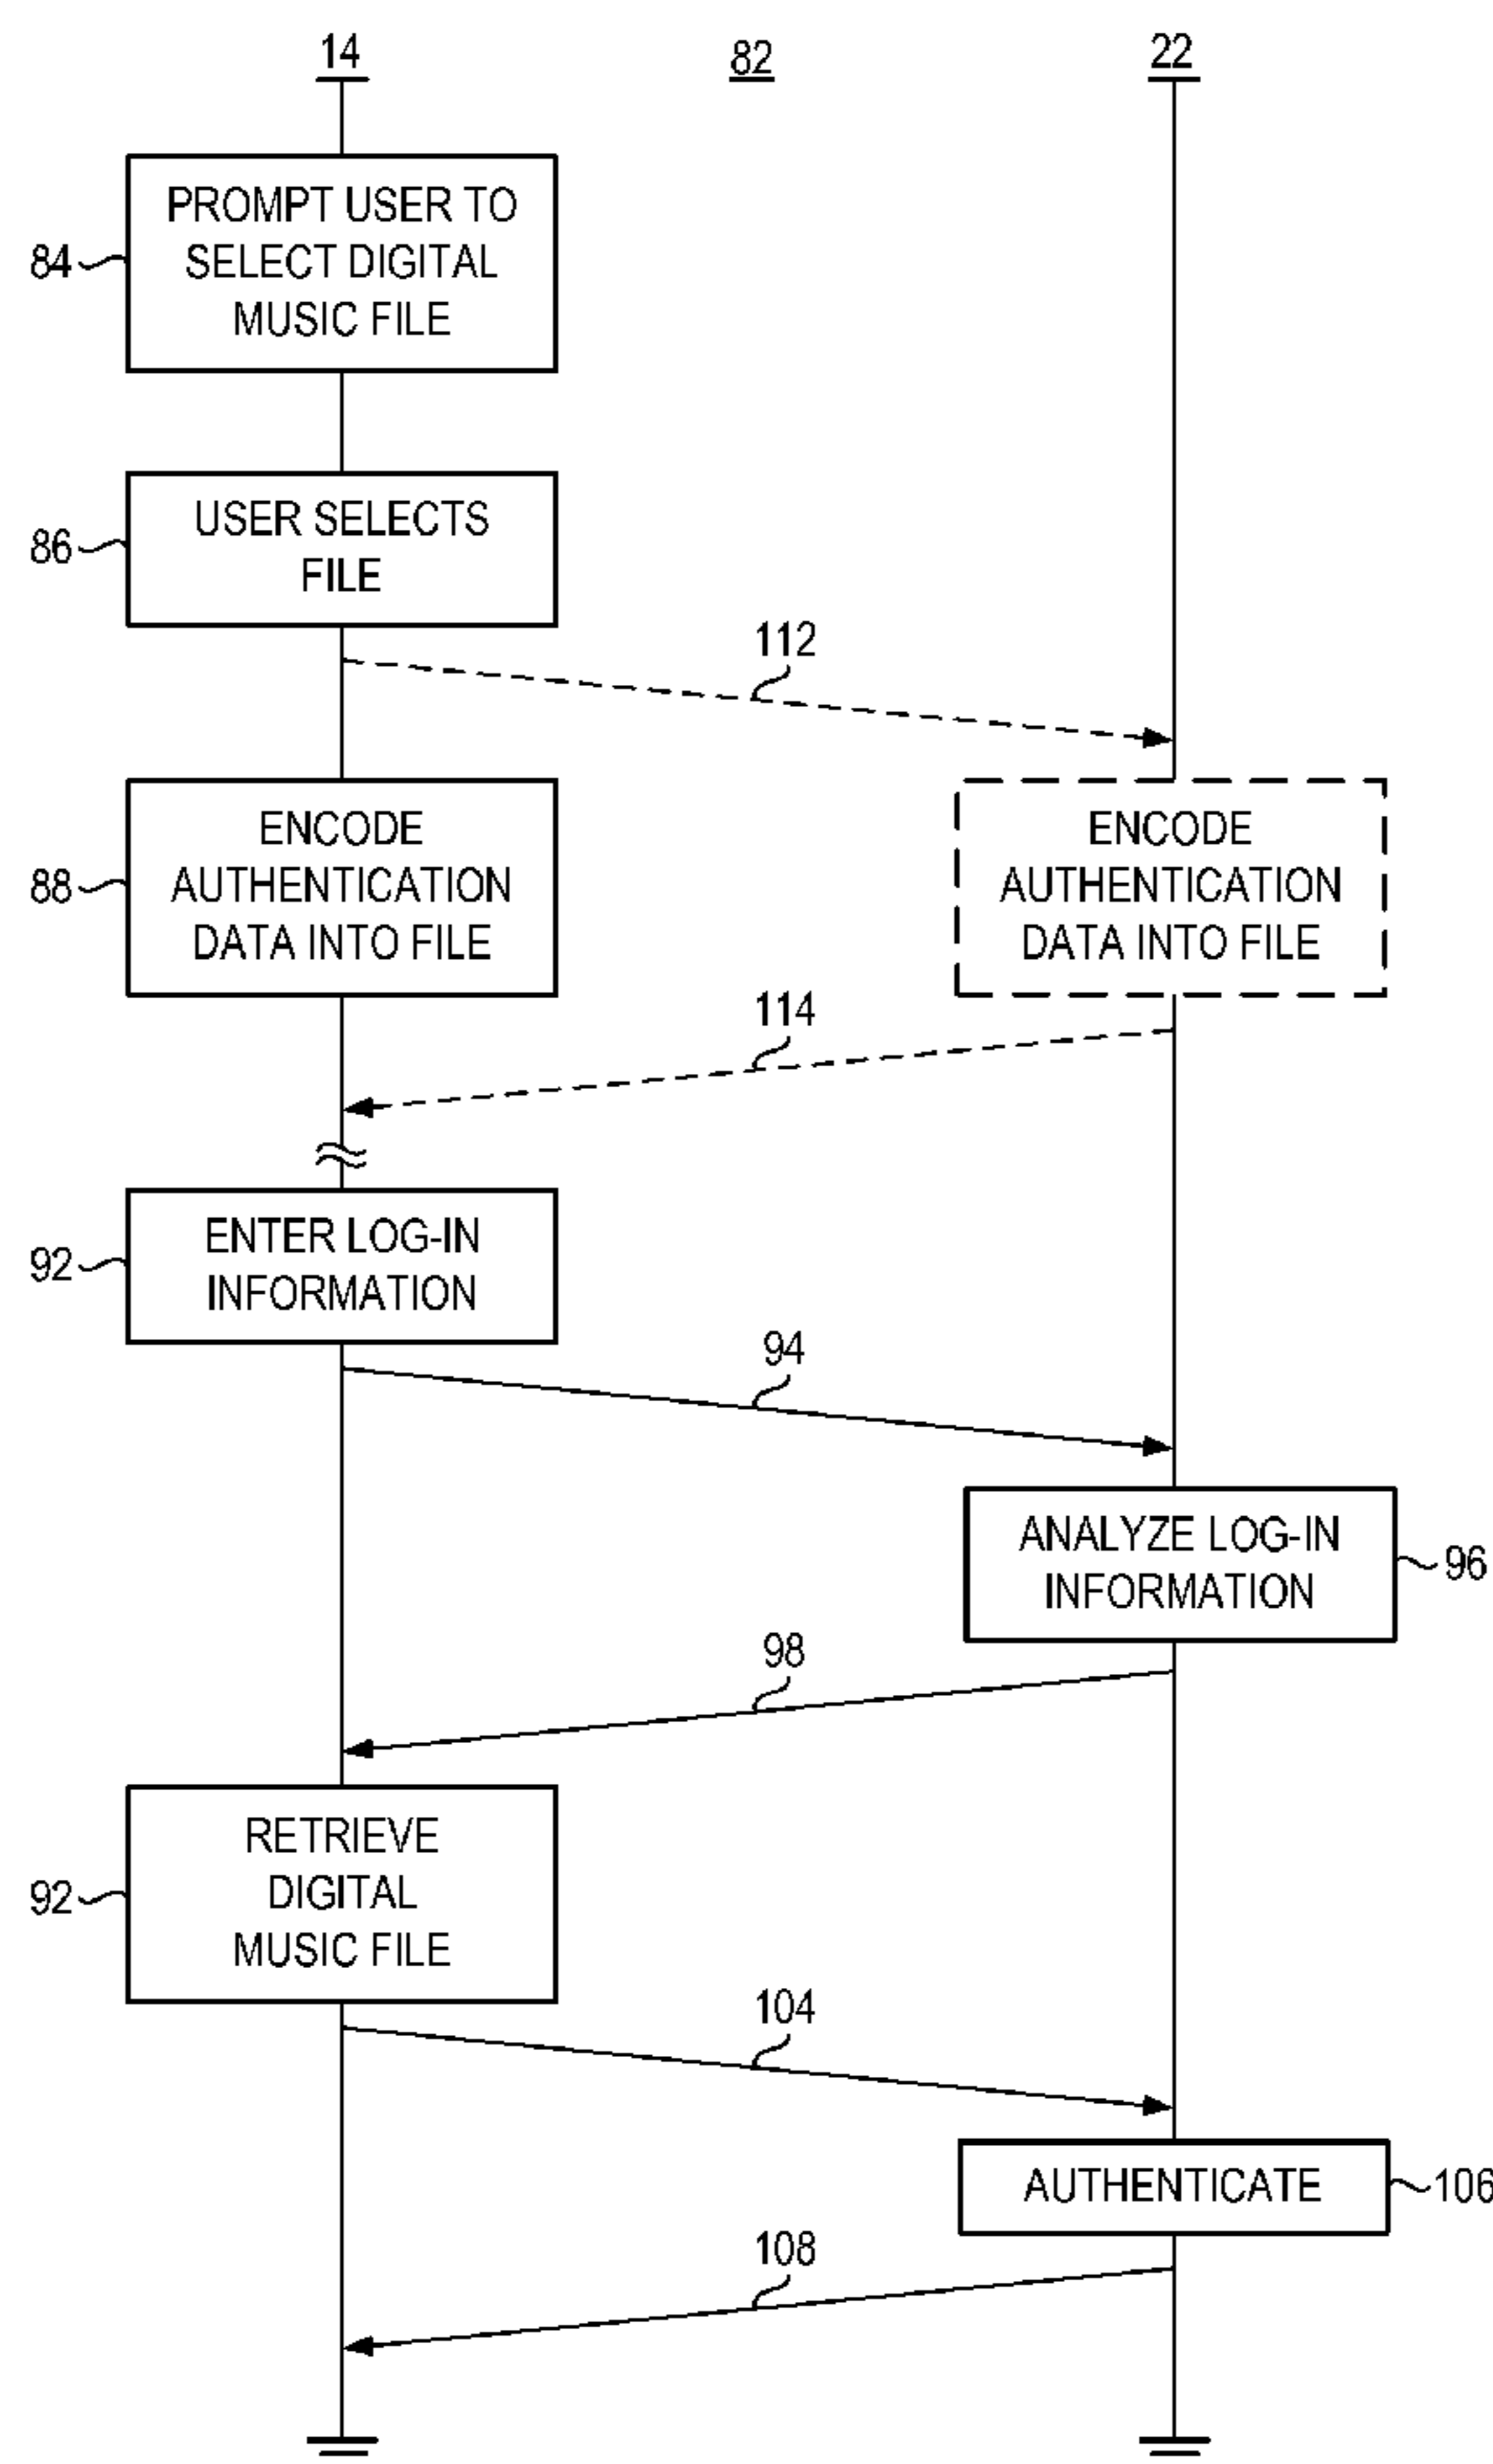 14
82
22
PROMPT USER TO
SELECT DIGITAL
MUSIC FILE
84
USER SELECTS
FILE
86
112
ENCODE
AUTHENTICATION
DATA INTO FILE
88
ENCODE
AUTHENTICATION
DATA INTO FILE
114
ENTER LOG-IN
INFORMATION
92
94
ANALYZE LOG-IN
INFORMATION
96
98
RETRIEVE
DIGITAL
MUSIC FILE
92
104
AUTHENTICATE
106
108